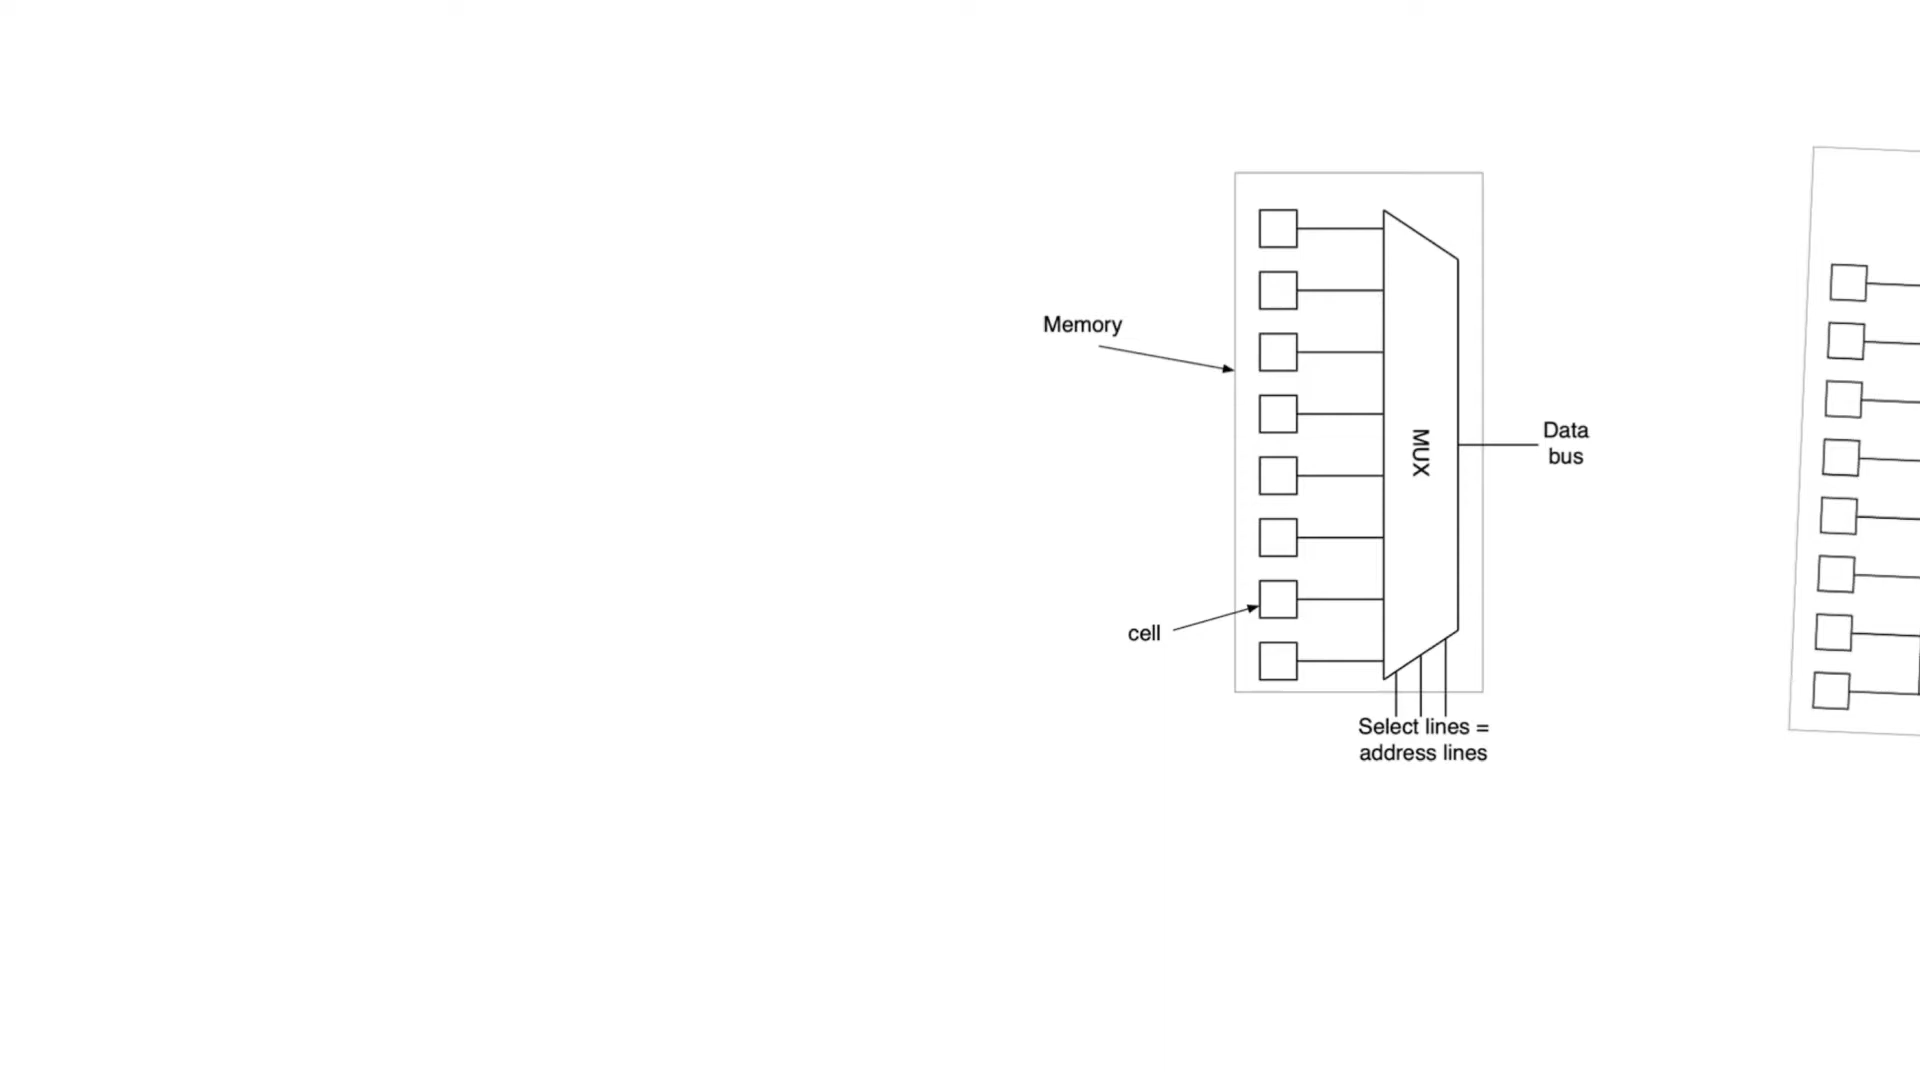 Memory
MUX
Data
bus
cell
Select lines =
address lines